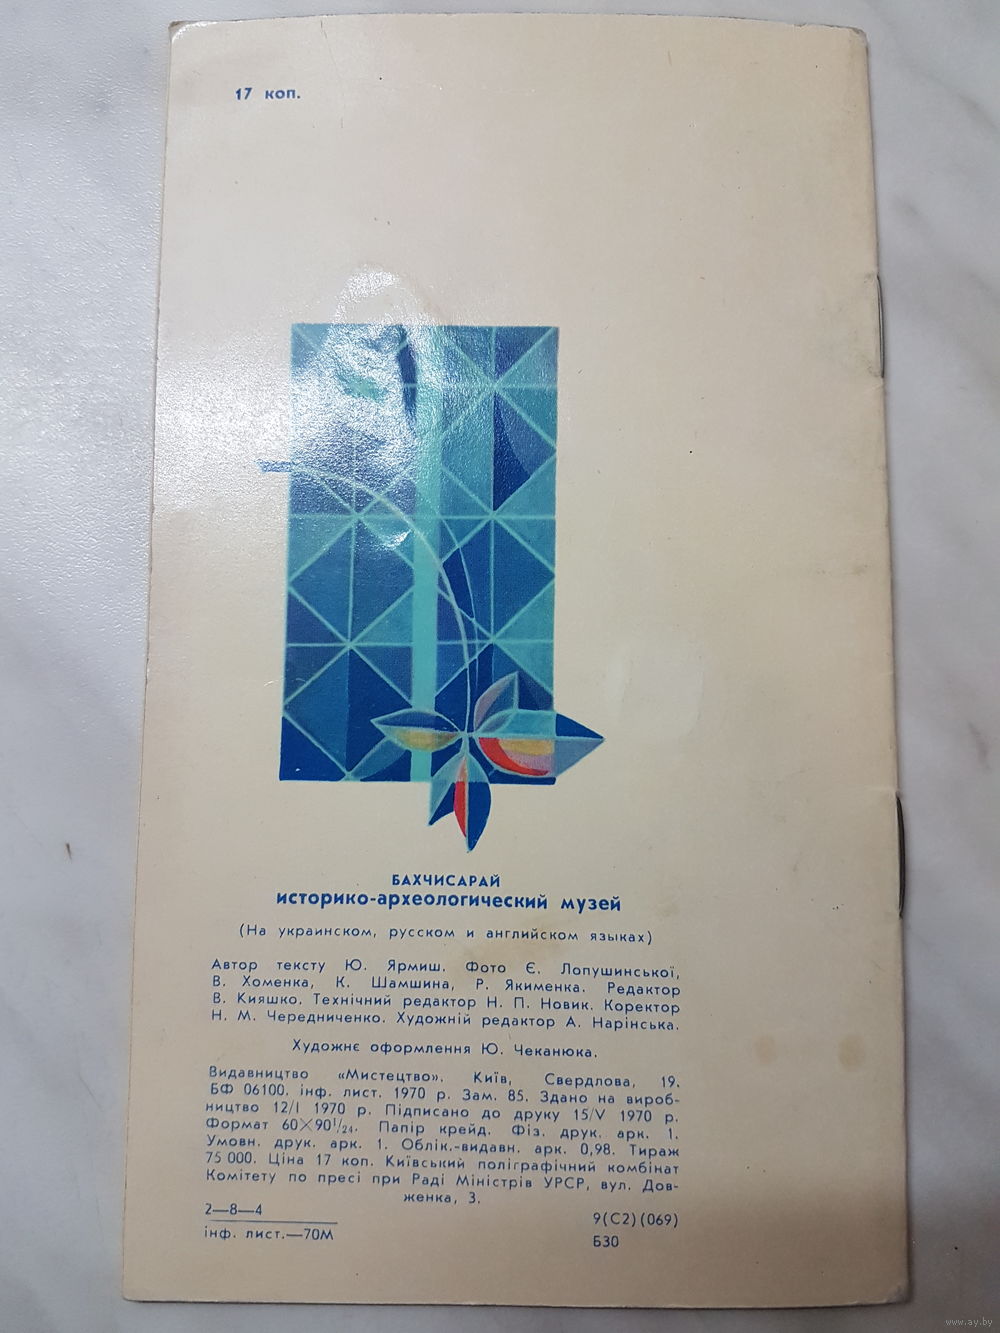 17 коп.
БАХЧИСАРАЙ
историко-археологический музей
(На украинском, русском и английском языках)
Автор тексту Ю. Ярмиш. Фото Є. Лопушинської,
В. Хоменка, К. Шамшина, Р. Якименка. Редактор
В. Кияшко. Технічний редактор Н. П. Новик. Коректор
Н. М. Чередниченко. Художній редактор А. Нарінська.
Художнє оформлення Ю. Чеканюка.
Видавництво «Мистецтво». Київ, Свердлова, 19.
БФ 06100. інф. лист. 1970 р. Зам. 85. Здано на вироб-
ництво 12/I 1970 р. Підписано до друку 15/V 1970 р.
Формат 60×90¹/₂₄. Папір крейд. Фіз. друк. арк. 1.
Умовн. друк. арк. 1. Облік.-видавн. арк. 0,98. Тираж
75 000. Ціна 17 коп. Київський поліграфічний комбінат
Комітету по пресі при Раді Міністрів УРСР, вул. Дов-
женка, 3.
2—8—4
інф. лист.—70М
9(С2)(069)
Б30
www.ay.by